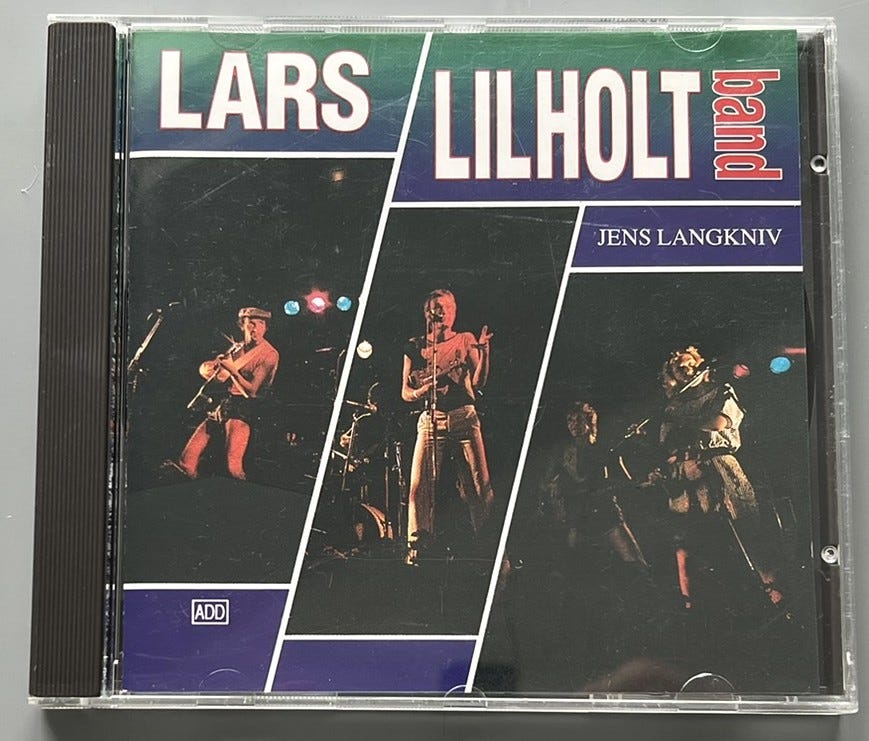 LARS
LILHOLT band
JENS LANGKNIV
ADD